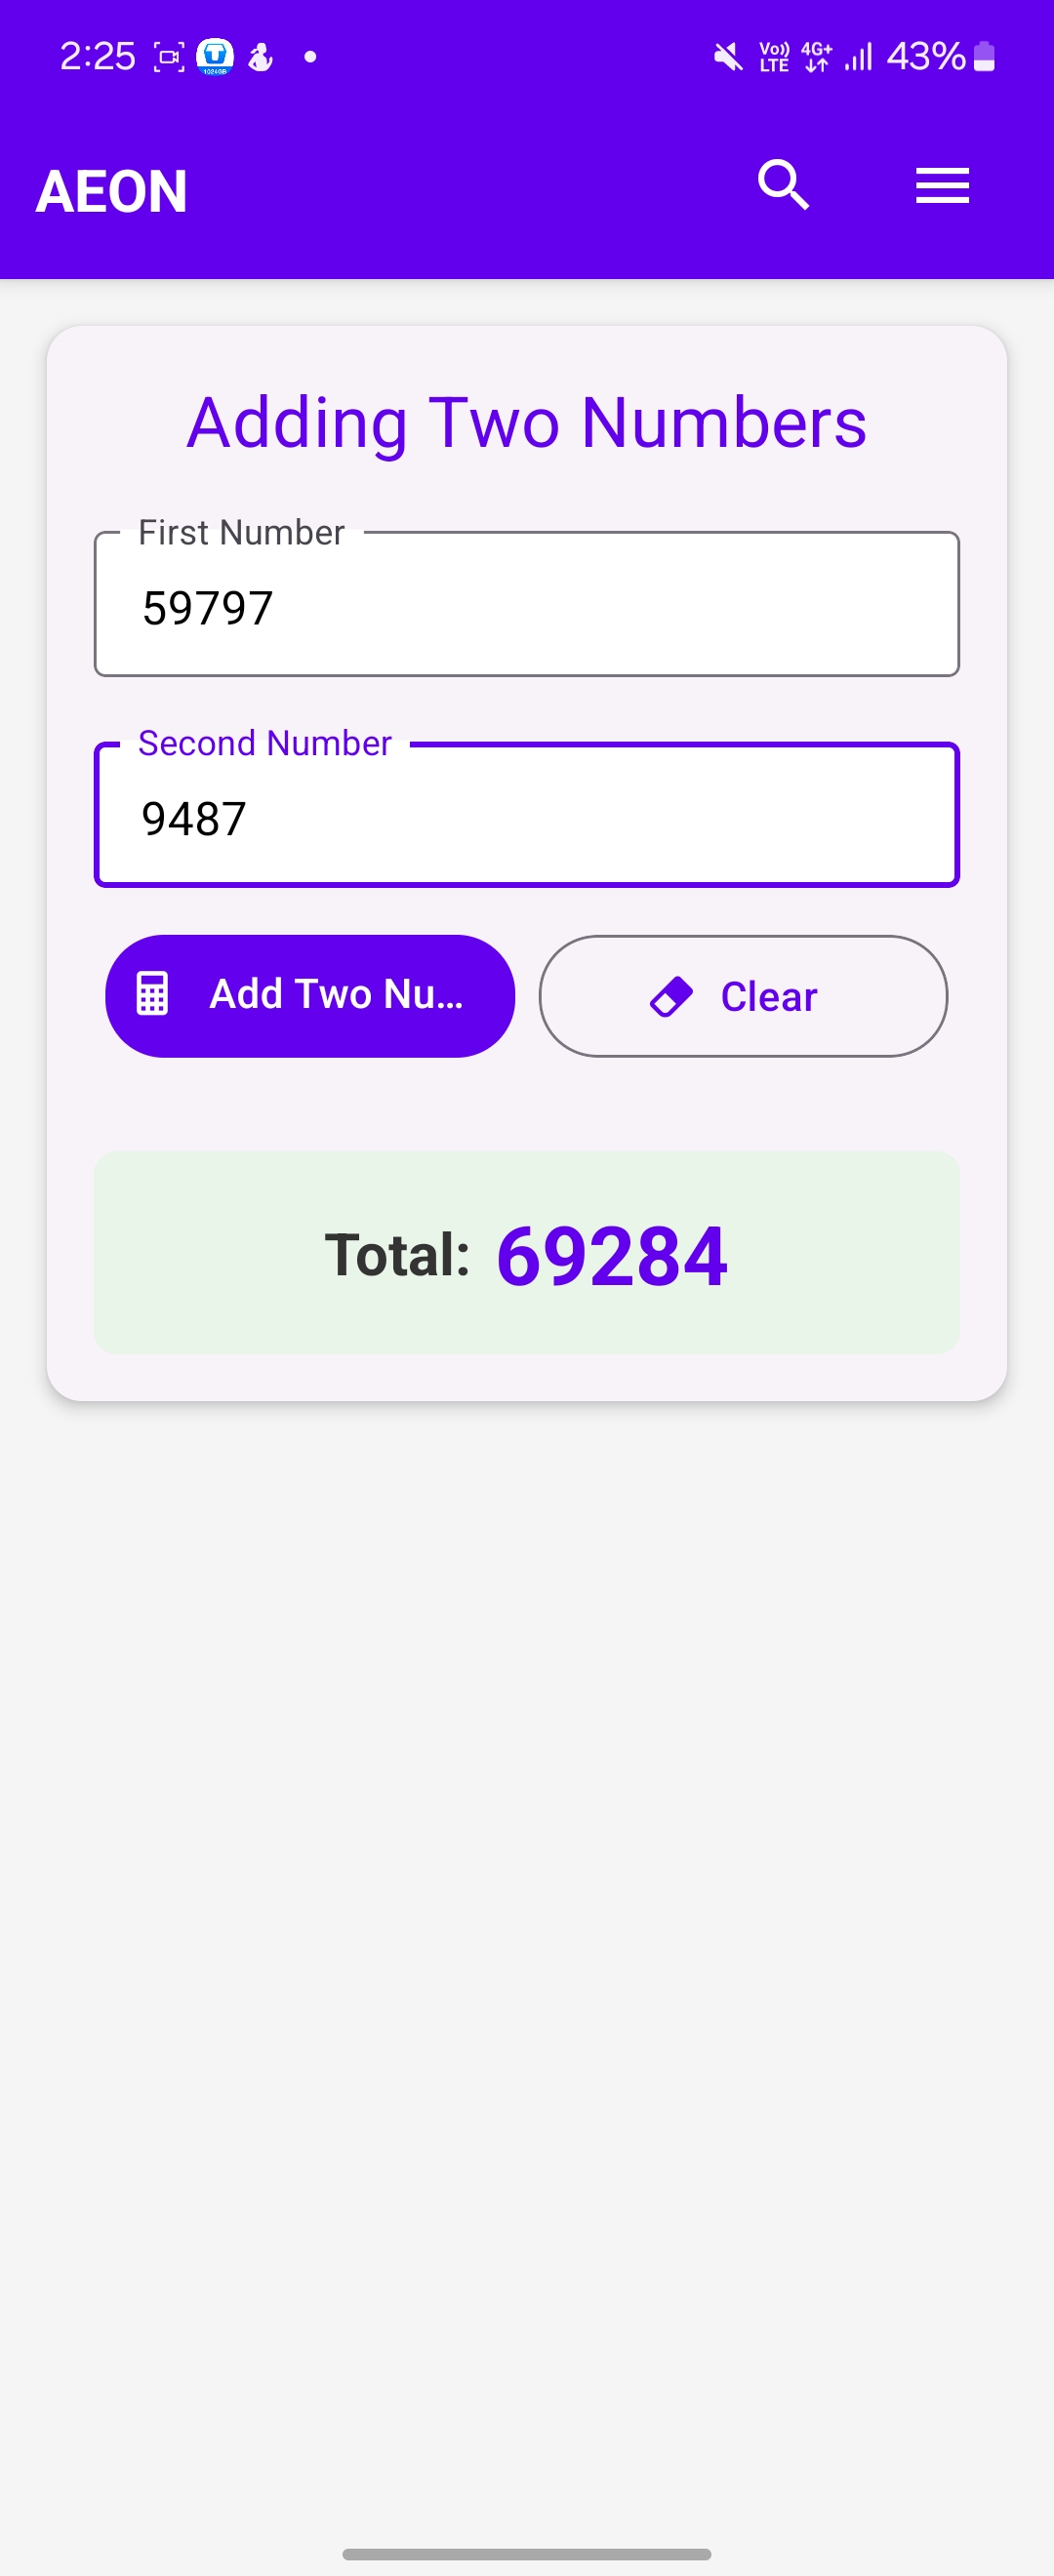 2:25 Vo)) LTE 4G+ 43%
1024GB
AEON
Adding Two Numbers
First Number
59797
Second Number
9487
Add Two Nu... Clear
Total: 69284